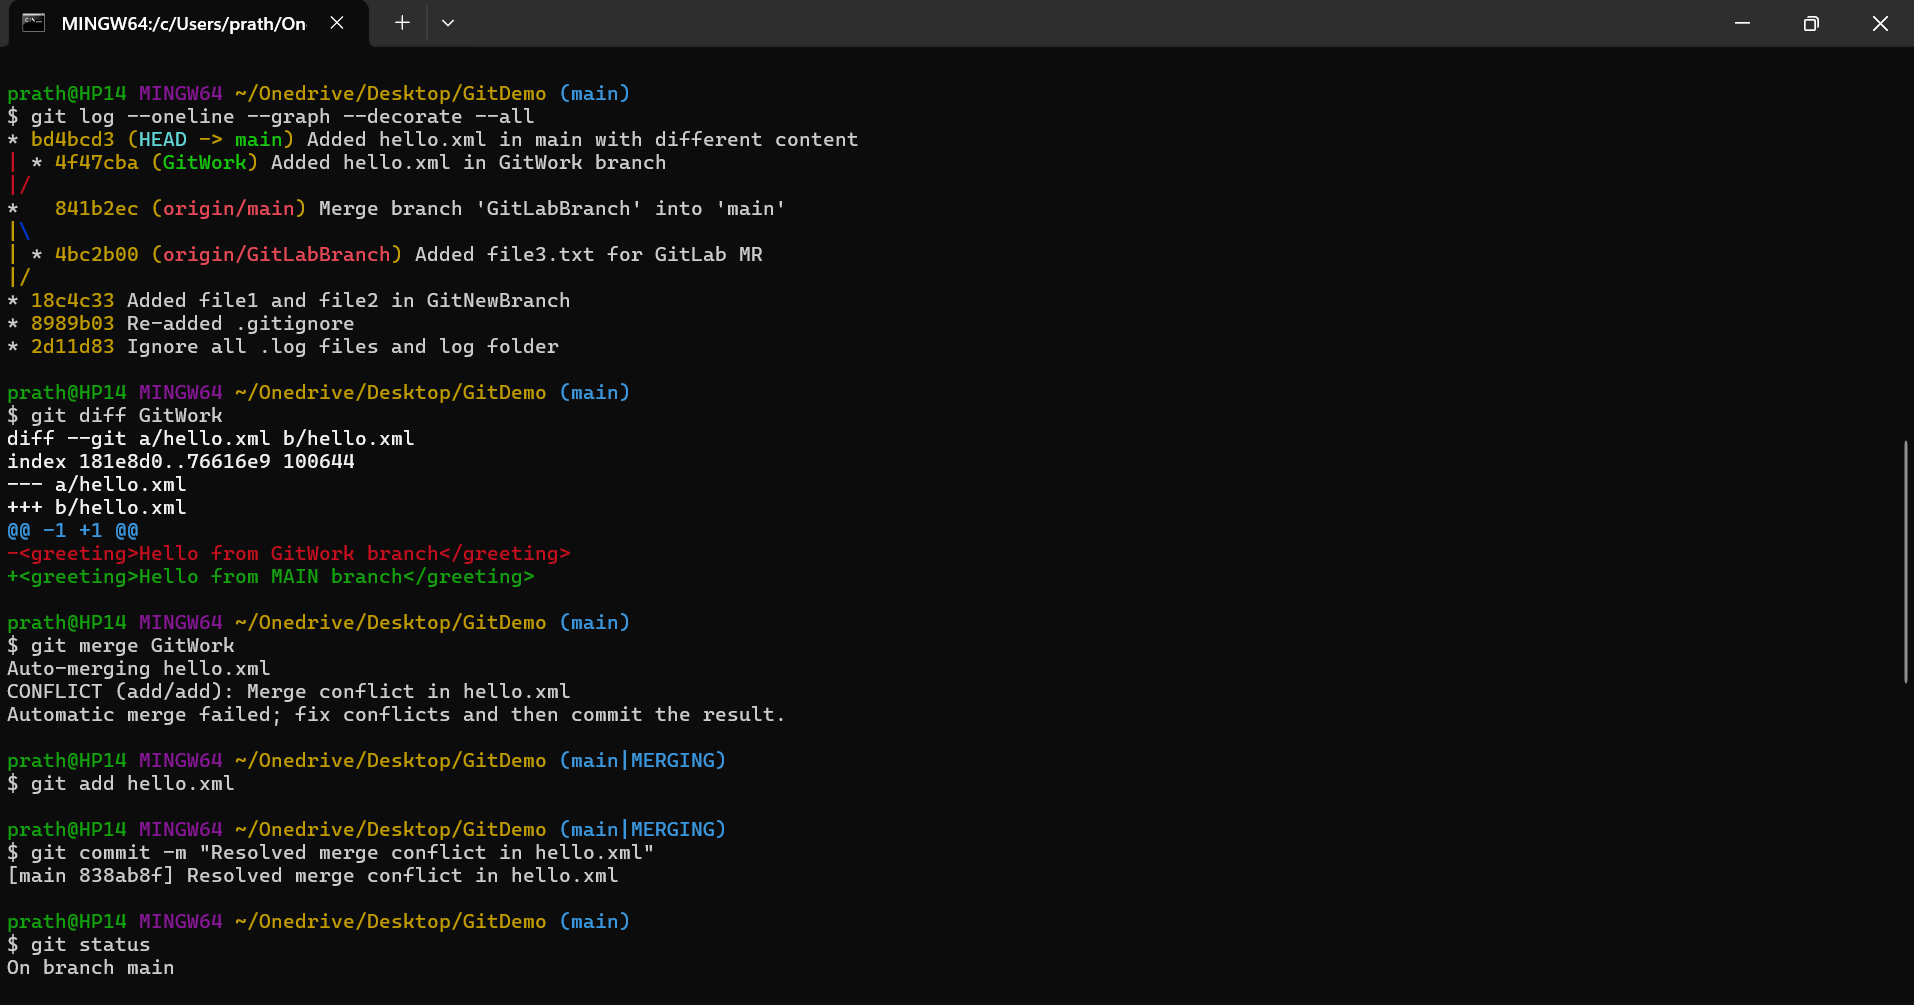 MINGW64:/c/Users/prath/On
prath@HP14 MINGW64 ~/Onedrive/Desktop/GitDemo (main)
$ git log --oneline --graph --decorate --all
* bd4bcd3 (HEAD -> main) Added hello.xml in main with different content
| * 4f47cba (GitWork) Added hello.xml in GitWork branch
|/
*   841b2ec (origin/main) Merge branch 'GitLabBranch' into 'main'
|\
| * 4bc2b00 (origin/GitLabBranch) Added file3.txt for GitLab MR
|/
* 18c4c33 Added file1 and file2 in GitNewBranch
* 8989b03 Re-added .gitignore
* 2d11d83 Ignore all .log files and log folder
prath@HP14 MINGW64 ~/Onedrive/Desktop/GitDemo (main)
$ git diff GitWork
diff --git a/hello.xml b/hello.xml
index 181e8d0..76616e9 100644
--- a/hello.xml
+++ b/hello.xml
@@ -1 +1 @@
-<greeting>Hello from GitWork branch</greeting>
+<greeting>Hello from MAIN branch</greeting>
prath@HP14 MINGW64 ~/Onedrive/Desktop/GitDemo (main)
$ git merge GitWork
Auto-merging hello.xml
CONFLICT (add/add): Merge conflict in hello.xml
Automatic merge failed; fix conflicts and then commit the result.
prath@HP14 MINGW64 ~/Onedrive/Desktop/GitDemo (main|MERGING)
$ git add hello.xml
prath@HP14 MINGW64 ~/Onedrive/Desktop/GitDemo (main|MERGING)
$ git commit -m "Resolved merge conflict in hello.xml"
[main 838ab8f] Resolved merge conflict in hello.xml
prath@HP14 MINGW64 ~/Onedrive/Desktop/GitDemo (main)
$ git status
On branch main